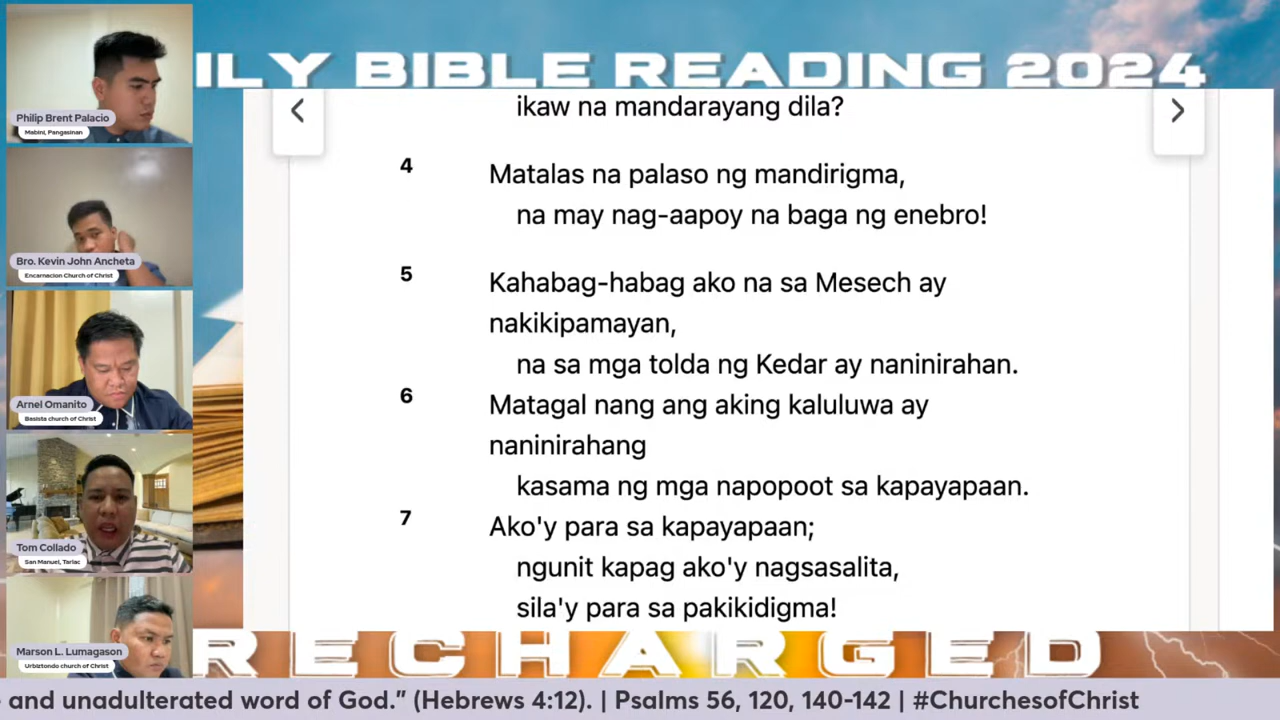 ILY BIBLE READING 2024
ikaw na mandarayang dila?
4 Matalas na palaso ng mandirigma,
na may nag-aapoy na baga ng enebro!
5 Kahabag-habag ako na sa Mesech ay
nakikipamayan,
na sa mga tolda ng Kedar ay naninirahan.
6 Matagal nang ang aking kaluluwa ay
naninirahang
kasama ng mga napopoot sa kapayapaan.
7 Ako'y para sa kapayapaan;
ngunit kapag ako'y nagsasalita,
sila'y para sa pakikidigma!
RECHARGED
Philip Brent Palacio
Mabini, Pangasinan
Bro. Kevin John Ancheta
Encarnacion Church of Christ
Arnel Omanito
Basista church of Christ
Tom Collado
San Manuel, Tarlac
Marson L. Lumagason
Urbiztondo church of Christ
and unadulterated word of God.” (Hebrews 4:12). | Psalms 56, 120, 140-142 | #ChurchesofChrist